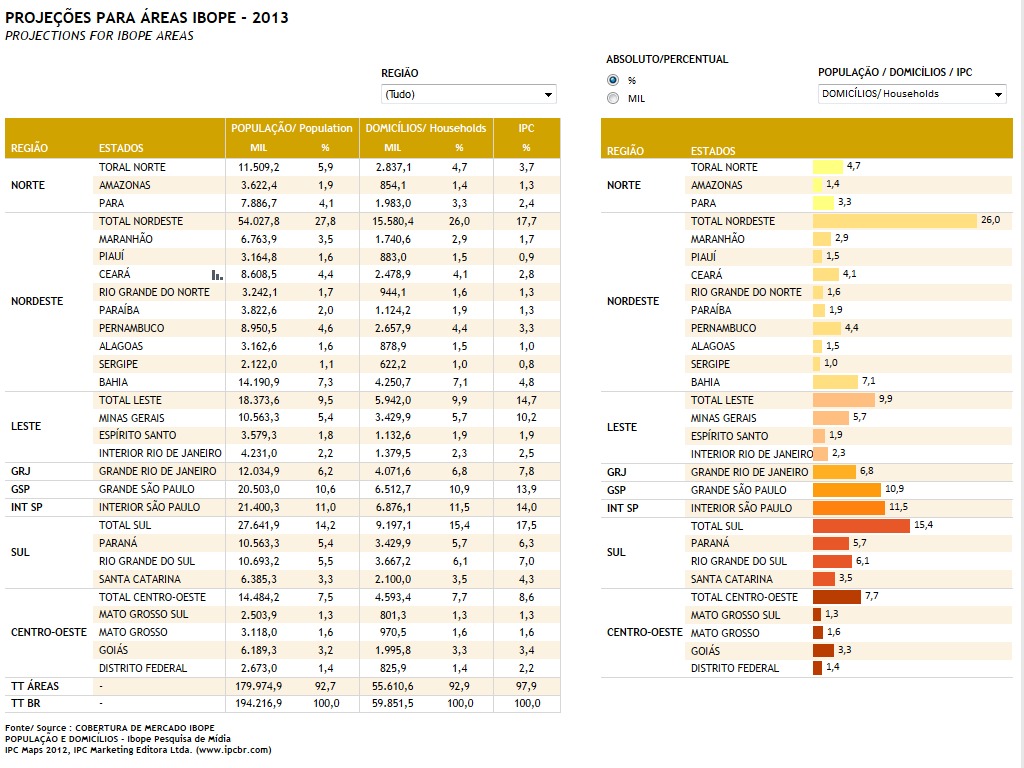 PROJEÇÕES PARA ÁREAS IBOPE - 2013
PROJECTIONS FOR IBOPE AREAS
REGIÃO
(Tudo)
ABSOLUTO/PERCENTUAL
%
MIL
POPULAÇÃO / DOMICÍLIOS / IPC
DOMICÍLIOS/ Households
POPULAÇÃO/ Population DOMICÍLIOS/ Households IPC
REGIÃO ESTADOS MIL % MIL % %
TORAL NORTE 11.509,2 5,9 2.837,1 4,7 3,7
NORTE AMAZONAS 3.622,4 1,9 854,1 1,4 1,3
PARA 7.886,7 4,1 1.983,0 3,3 2,4
TOTAL NORDESTE 54.027,8 27,8 15.580,4 26,0 17,7
MARANHÃO 6.763,9 3,5 1.740,6 2,9 1,7
PIAUÍ 3.164,8 1,6 883,0 1,5 0,9
CEARÁ 8.608,5 4,4 2.478,9 4,1 2,8
RIO GRANDE DO NORTE 3.242,1 1,7 944,1 1,6 1,3
NORDESTE
PARAÍBA 3.822,6 2,0 1.124,2 1,9 1,3
PERNAMBUCO 8.950,5 4,6 2.657,9 4,4 3,3
ALAGOAS 3.162,6 1,6 878,9 1,5 1,0
SERGIPE 2.122,0 1,1 622,2 1,0 0,8
BAHIA 14.190,9 7,3 4.250,7 7,1 4,8
TOTAL LESTE 18.373,6 9,5 5.942,0 9,9 14,7
MINAS GERAIS 10.563,3 5,4 3.429,9 5,7 10,2
LESTE
ESPÍRITO SANTO 3.579,3 1,8 1.132,6 1,9 1,9
INTERIOR RIO DE JANEIRO 4.231,0 2,2 1.379,5 2,3 2,5
GRJ GRANDE RIO DE JANEIRO 12.034,9 6,2 4.071,6 6,8 7,8
GSP GRANDE SÃO PAULO 20.503,0 10,6 6.512,7 10,9 13,9
INT SP INTERIOR SÃO PAULO 21.400,3 11,0 6.876,1 11,5 14,0
TOTAL SUL 27.641,9 14,2 9.197,1 15,4 17,5
PARANÁ 10.563,3 5,4 3.429,9 5,7 6,3
SUL
RIO GRANDE DO SUL 10.693,2 5,5 3.667,2 6,1 7,0
SANTA CATARINA 6.385,3 3,3 2.100,0 3,5 4,3
TOTAL CENTRO-OESTE 14.484,2 7,5 4.593,4 7,7 8,6
MATO GROSSO SUL 2.503,9 1,3 801,3 1,3 1,3
CENTRO-OESTE MATO GROSSO 3.118,0 1,6 970,5 1,6 1,6
GOIÁS 6.189,3 3,2 1.995,8 3,3 3,4
DISTRITO FEDERAL 2.673,0 1,4 825,9 1,4 2,2
TT ÁREAS - 179.974,9 92,7 55.610,6 92,9 97,9
TT BR - 194.216,9 100,0 59.851,5 100,0 100,0
REGIÃO ESTADOS
TORAL NORTE 4,7
NORTE AMAZONAS 1,4
PARA 3,3
TOTAL NORDESTE 26,0
MARANHÃO 2,9
PIAUÍ 1,5
CEARÁ 4,1
RIO GRANDE DO NORTE 1,6
NORDESTE
PARAÍBA 1,9
PERNAMBUCO 4,4
ALAGOAS 1,5
SERGIPE 1,0
BAHIA 7,1
TOTAL LESTE 9,9
MINAS GERAIS 5,7
LESTE
ESPÍRITO SANTO 1,9
INTERIOR RIO DE JANEIRO 2,3
GRJ GRANDE RIO DE JANEIRO 6,8
GSP GRANDE SÃO PAULO 10,9
INT SP INTERIOR SÃO PAULO 11,5
TOTAL SUL 15,4
PARANÁ 5,7
SUL
RIO GRANDE DO SUL 6,1
SANTA CATARINA 3,5
TOTAL CENTRO-OESTE 7,7
MATO GROSSO SUL 1,3
CENTRO-OESTE MATO GROSSO 1,6
GOIÁS 3,3
DISTRITO FEDERAL 1,4
Fonte/ Source : COBERTURA DE MERCADO IBOPE
POPULAÇÃO E DOMICÍLIOS - Ibope Pesquisa de Mídia
IPC Maps 2012, IPC Marketing Editora Ltda. (www.ipcbr.com)